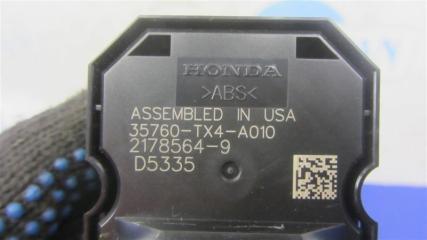 HONDA
>ABS<
ASSEMBLED IN USA
35760-TX4-A010
2178564-9
D5335